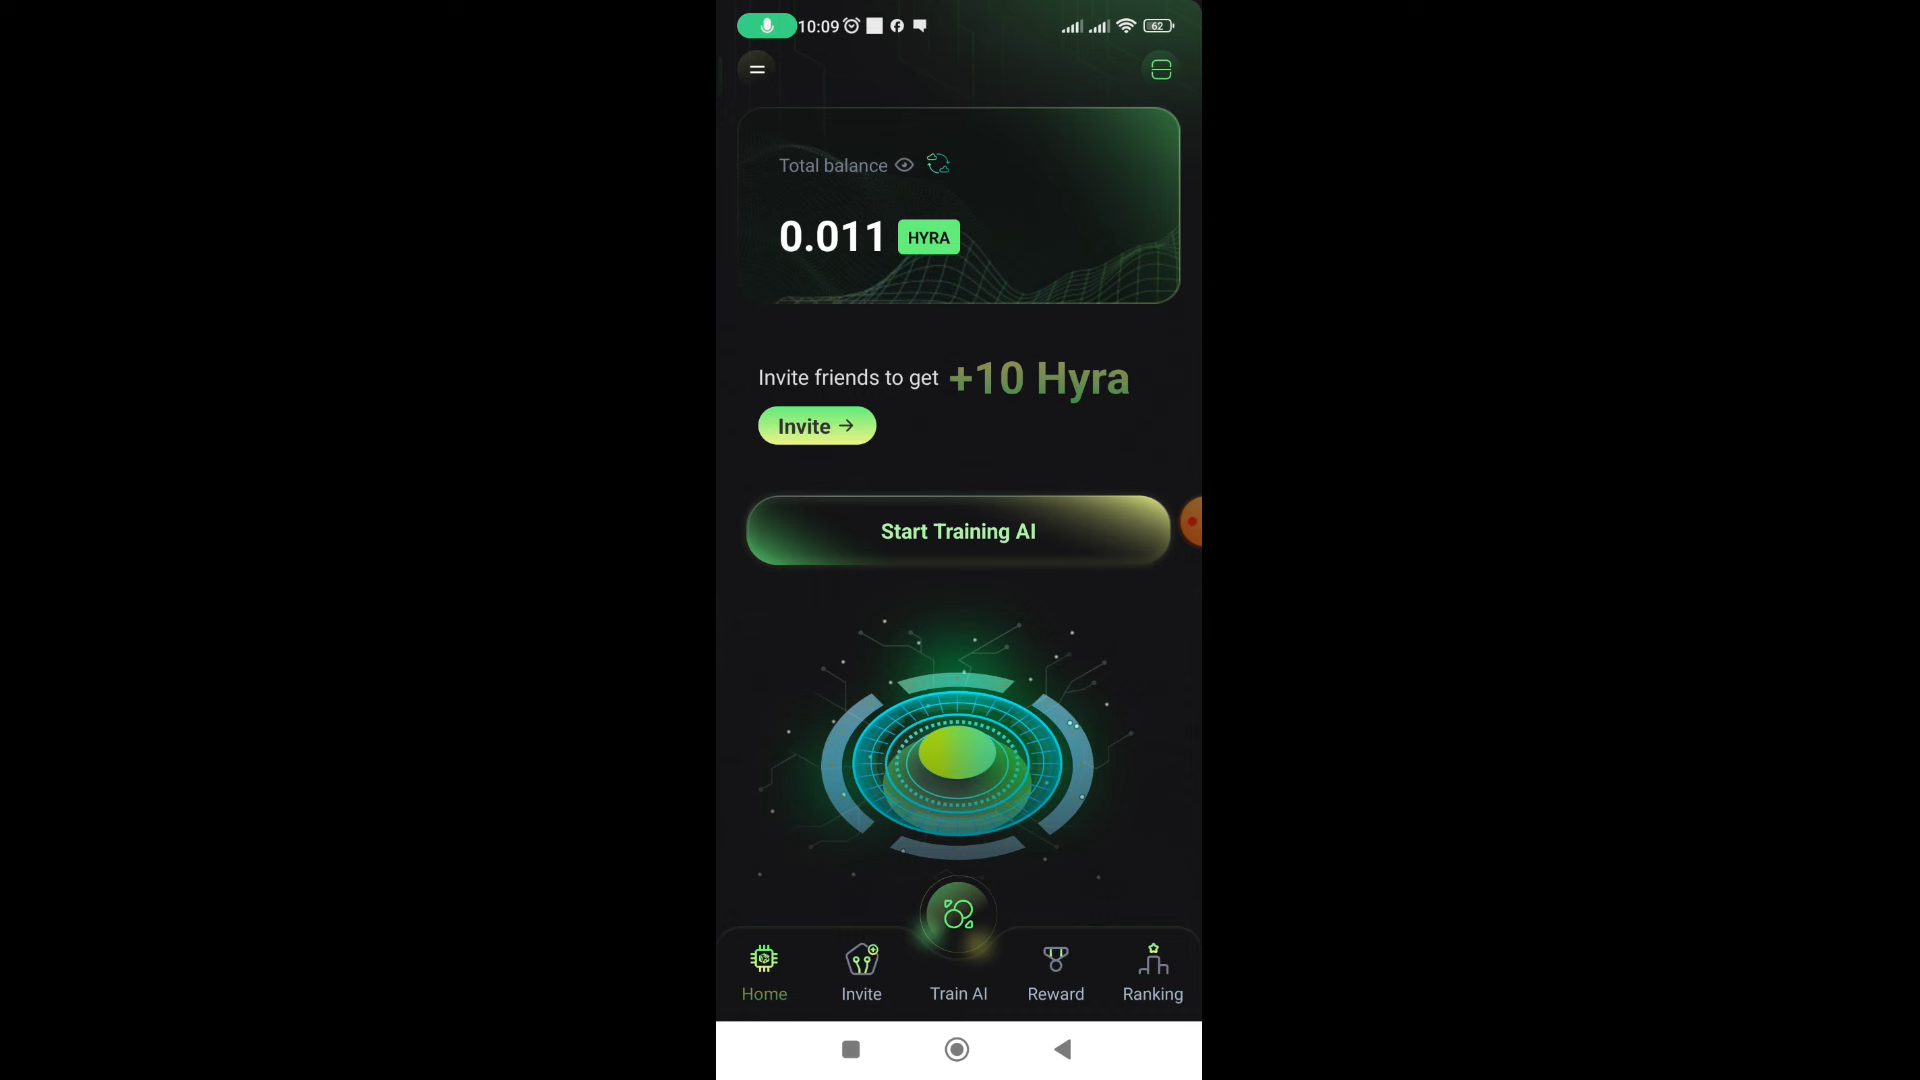 10:09
62
Total balance
0.011 HYRA
Invite friends to get +10 Hyra
Invite →
Start Training AI
Home Invite Train AI Reward Ranking